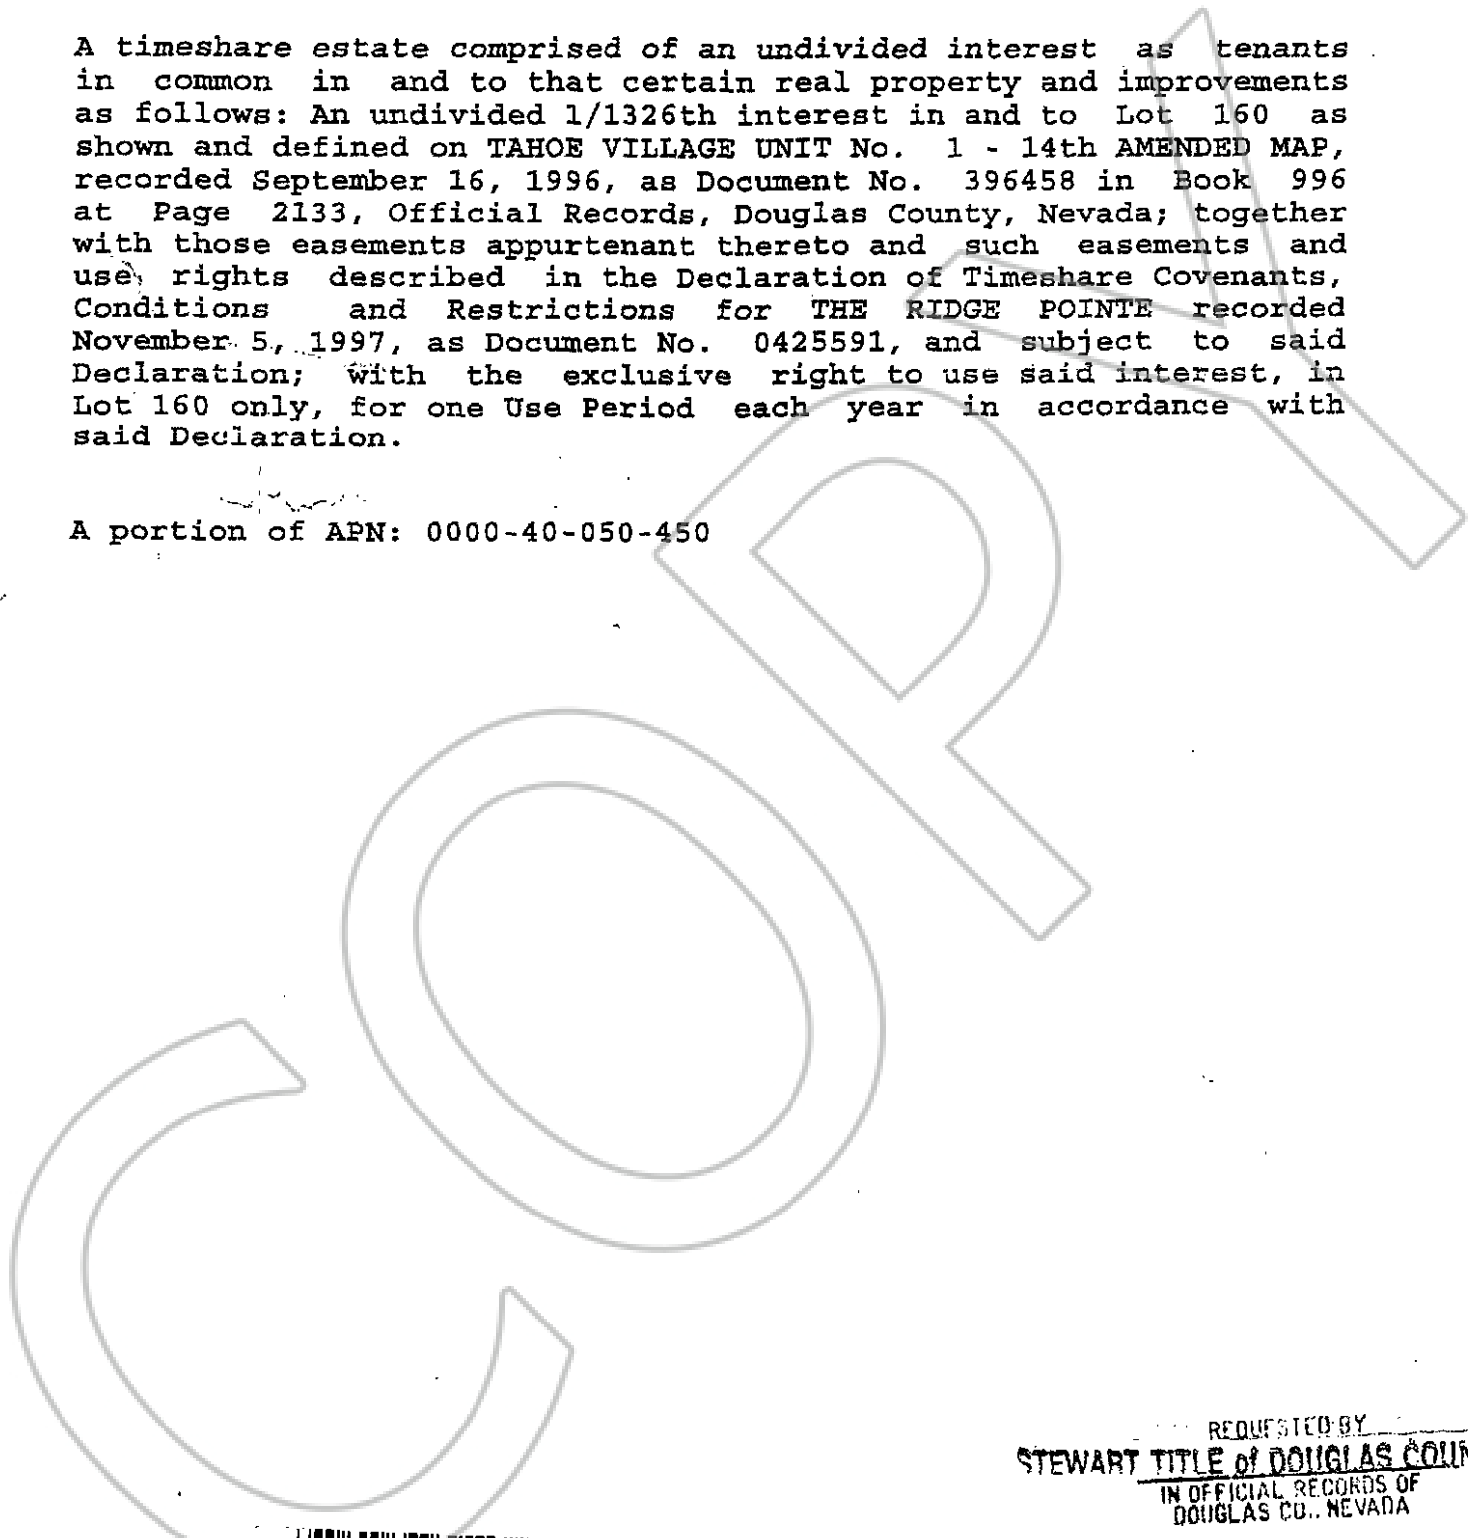 A timeshare estate comprised of an undivided interest as tenants
in common in and to that certain real property and improvements
as follows: An undivided 1/1326th interest in and to Lot 160 as
shown and defined on TAHOE VILLAGE UNIT No. 1 - 14th AMENDED MAP,
recorded September 16, 1996, as Document No. 396458 in Book 996
at Page 2133, Official Records, Douglas County, Nevada; together
with those easements appurtenant thereto and such easements and
use rights described in the Declaration of Timeshare Covenants,
Conditions and Restrictions for THE RIDGE POINTE recorded
November 5, 1997, as Document No. 0425591, and subject to said
Declaration; with the exclusive right to use said interest, in
Lot 160 only, for one Use Period each year in accordance with
said Declaration.
A portion of APN: 0000-40-050-450
COPY
REQUESTED BY
STEWART TITLE of DOUGLAS COUN
IN OFFICIAL RECORDS OF
DOUGLAS CO., NEVADA